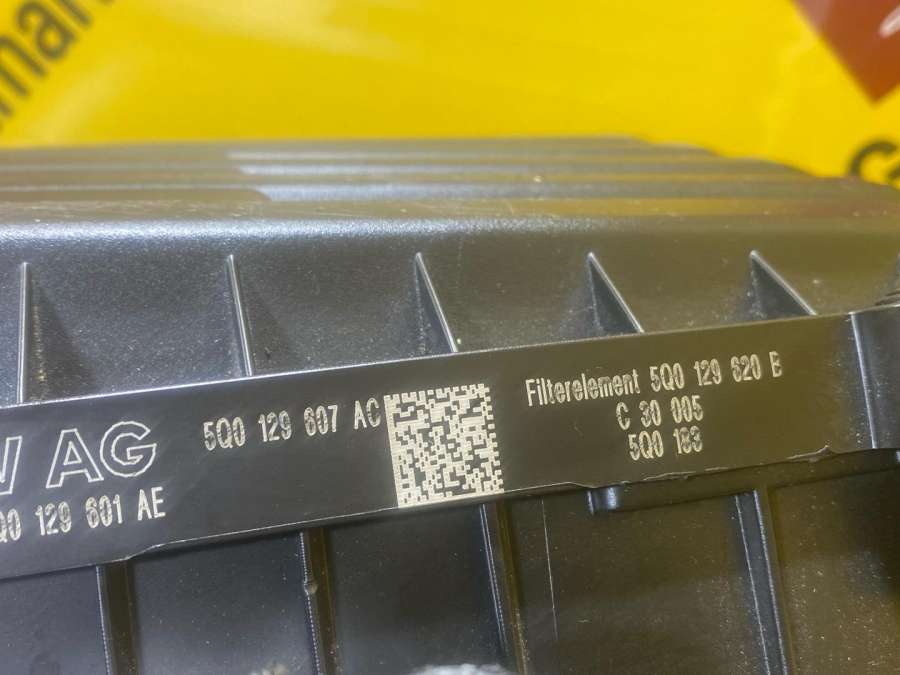 AG
5Q0 129 607 AC
Q0 129 601 AE
Filterelement 5Q0 129 620 B
C 30 005
5Q0 183